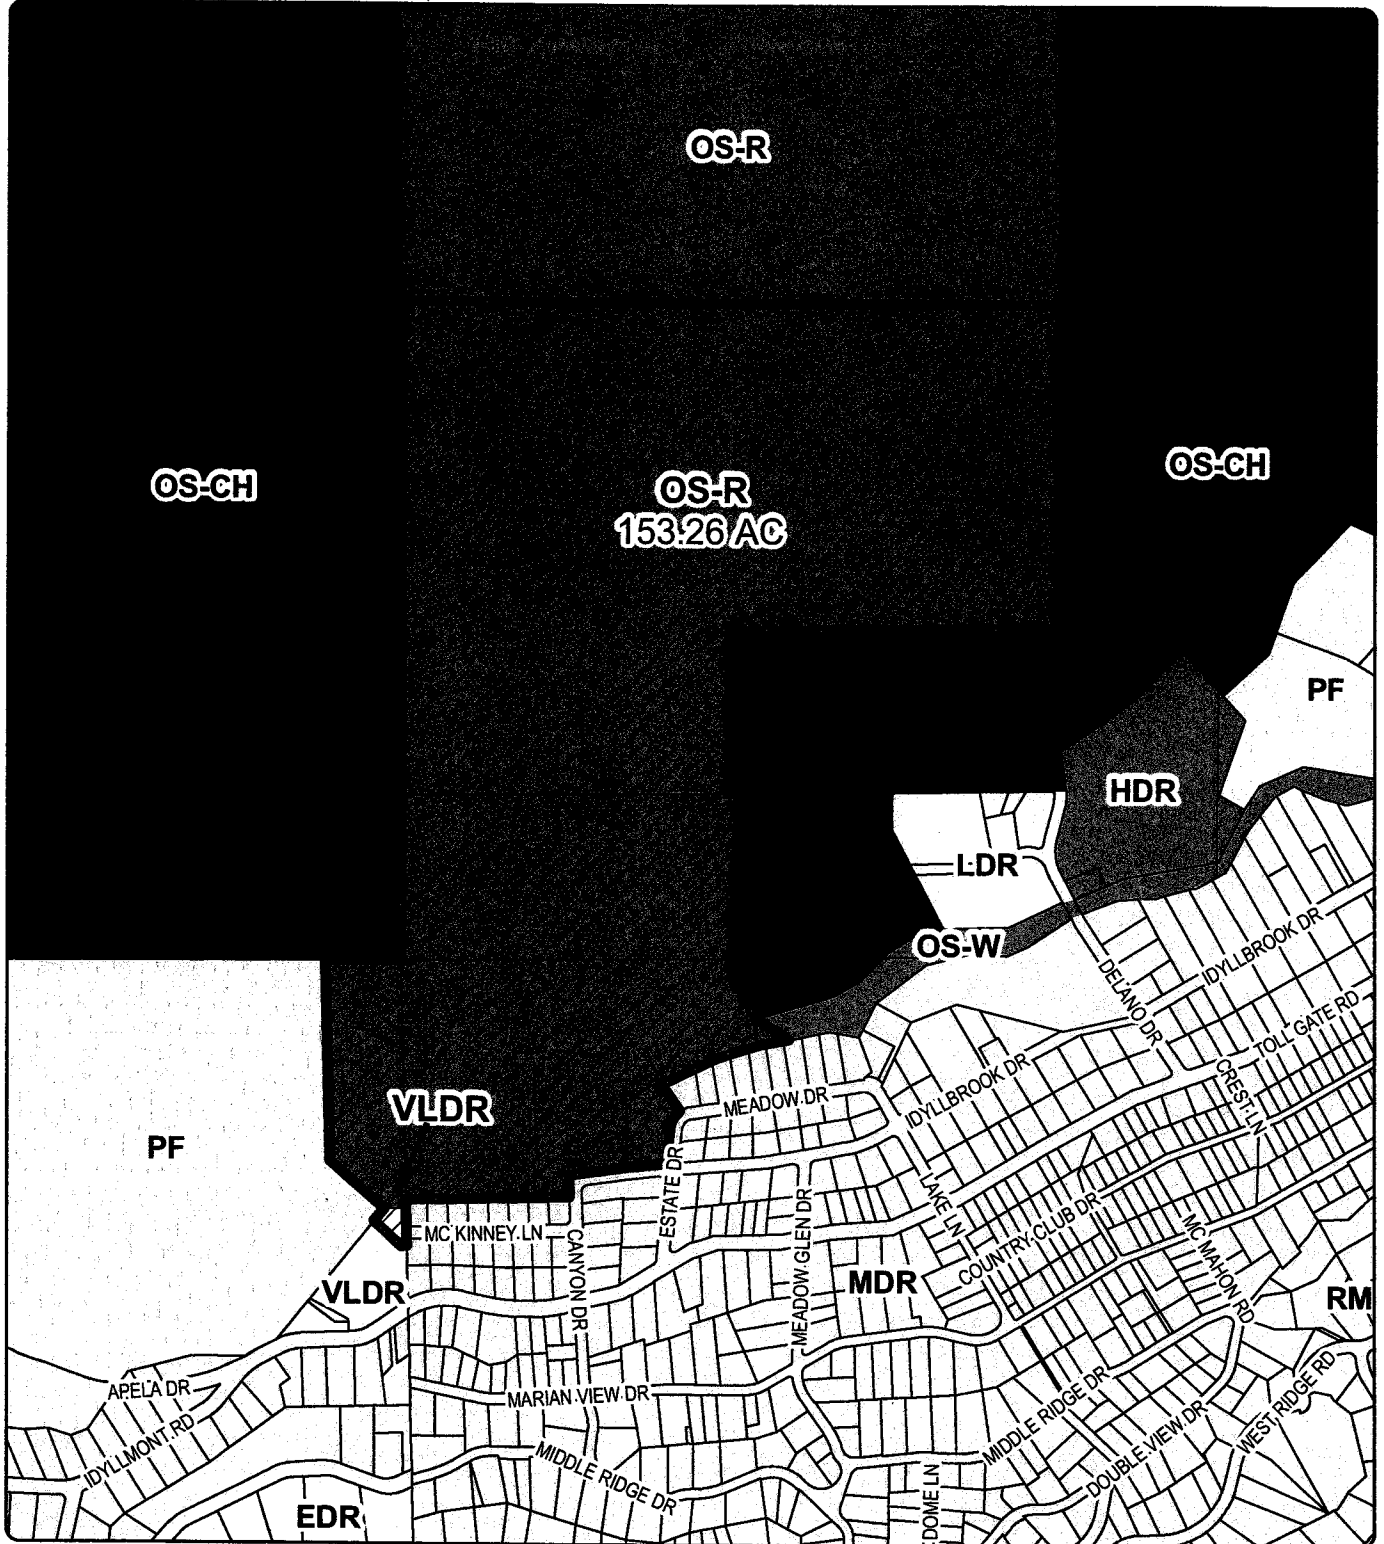 OS-R
OS-CH
OS-CH
OS-R
153.26 AC
PF
HDR
LDR
OS-W
IDYLLBROOK DR
DELANO DR
TOLL GATE RD
CREST LN
VLDR
MEADOW DR
IDYLLBROOK DR
PF
ESTATE DR
LAKE LN
MEADOW GLEN DR
COUNTRY CLUB DR
MC KINNEY LN
CANYON DR
MC MAHON RD
VLDR
MDR
RM
APELA DR
MARIAN VIEW DR
MIDDLE RIDGE DR
WEST RIDGE RD
IDYLLMONT RD
MIDDLE RIDGE DR
DOUBLE VIEW DR
DOME LN
EDR